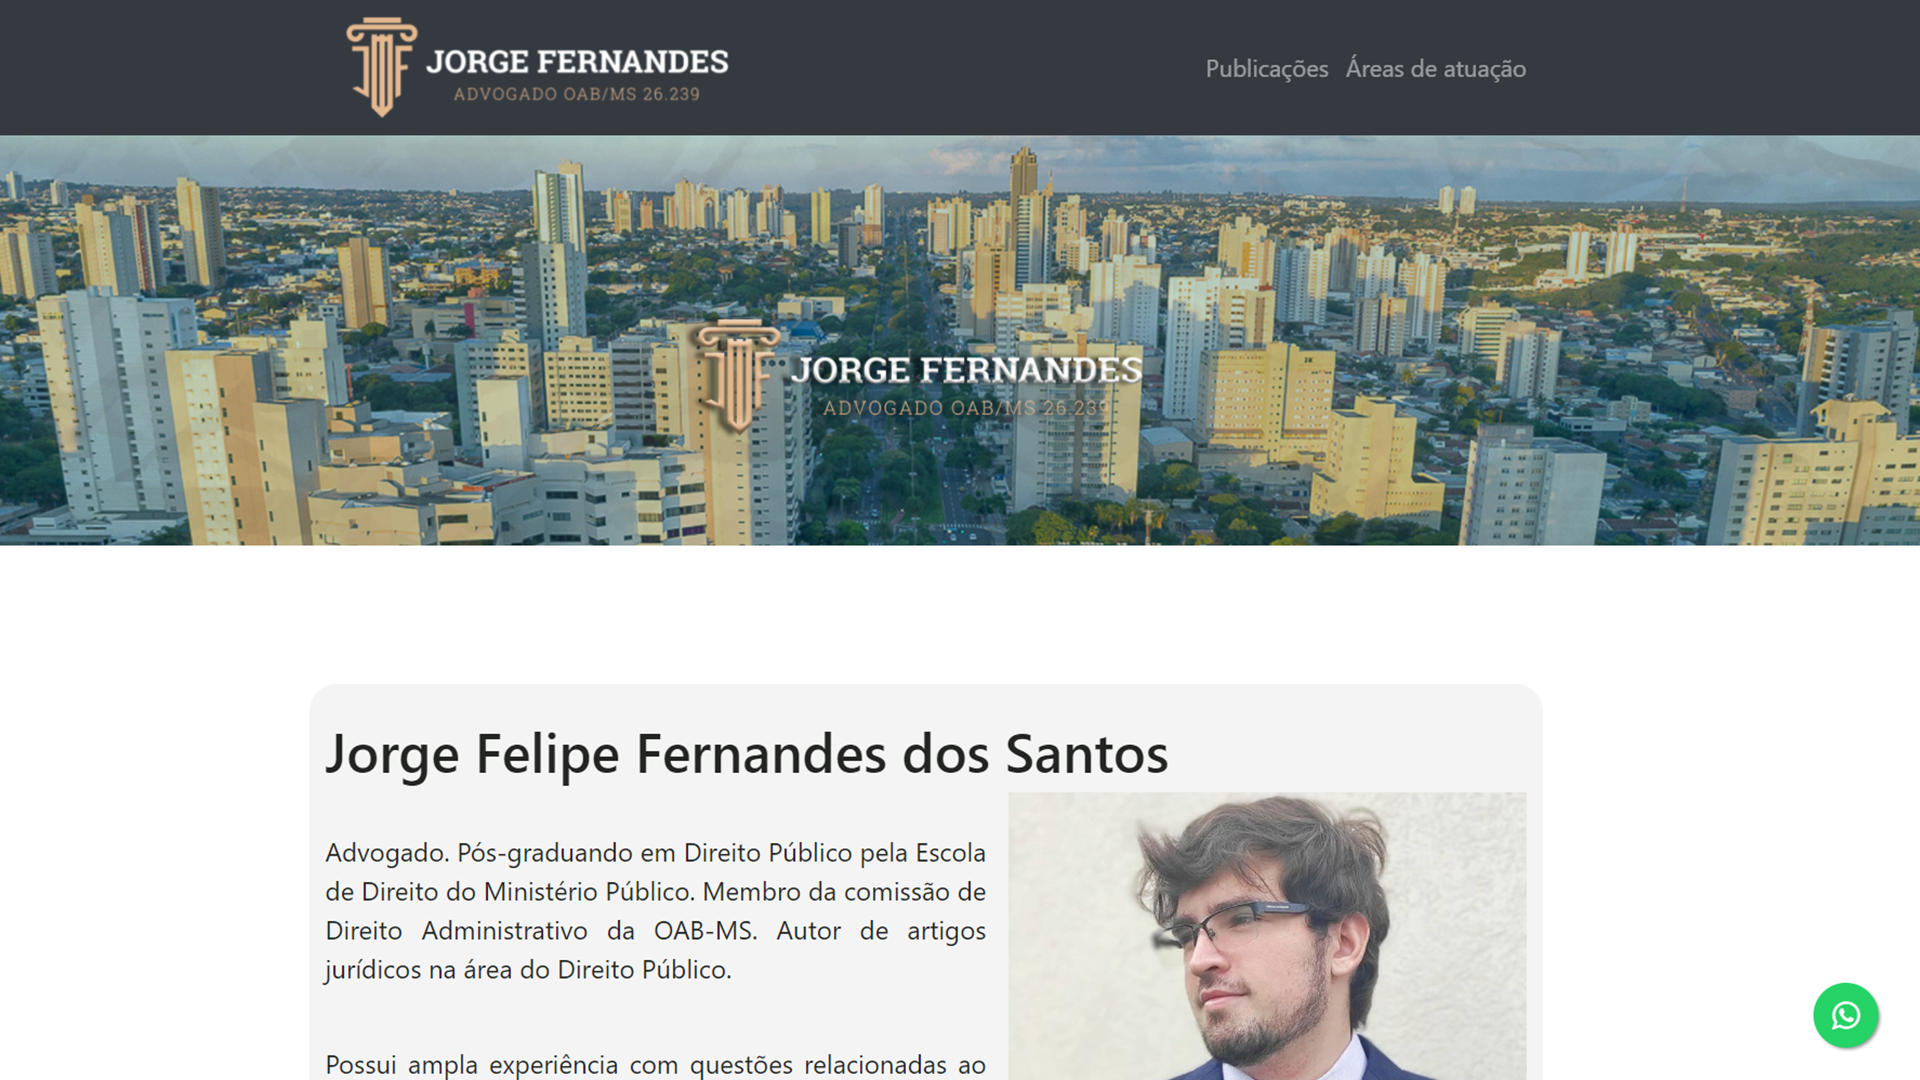 JORGE FERNANDES
ADVOGADO OAB/MS 26.239
Publicações Áreas de atuação
JORGE FERNANDES
ADVOGADO OAB/MS 26.239
Jorge Felipe Fernandes dos Santos
Advogado. Pós-graduando em Direito Público pela Escola
de Direito do Ministério Público. Membro da comissão de
Direito Administrativo da OAB-MS. Autor de artigos
jurídicos na área do Direito Público.
Possui ampla experiência com questões relacionadas ao